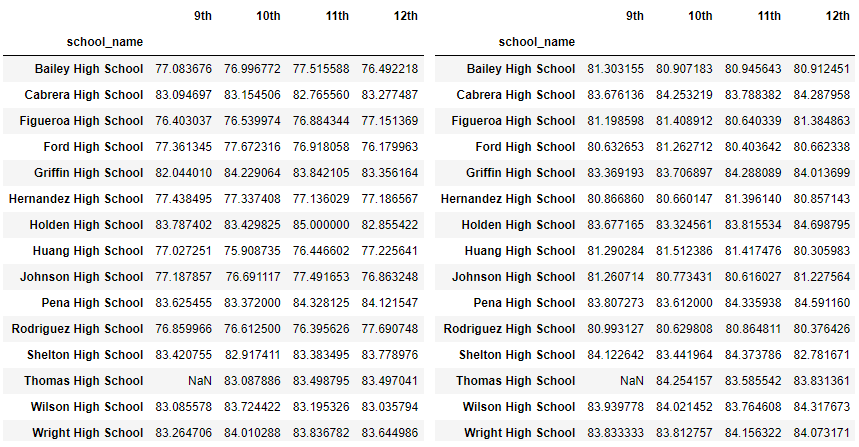 9th 10th 11th 12th 9th 10th 11th 12th
school_name school_name
Bailey High School 77.083676 76.996772 77.515588 76.492218 Bailey High School 81.303155 80.907183 80.945643 80.912451
Cabrera High School 83.094697 83.154506 82.765560 83.277487 Cabrera High School 83.676136 84.253219 83.788382 84.287958
Figueroa High School 76.403037 76.539974 76.884344 77.151369 Figueroa High School 81.198598 81.408912 80.640339 81.384863
Ford High School 77.361345 77.672316 76.918058 76.179963 Ford High School 80.632653 81.262712 80.403642 80.662338
Griffin High School 82.044010 84.229064 83.842105 83.356164 Griffin High School 83.369193 83.706897 84.288089 84.013699
Hernandez High School 77.438495 77.337408 77.136029 77.186567 Hernandez High School 80.866860 80.660147 81.396140 80.857143
Holden High School 83.787402 83.429825 85.000000 82.855422 Holden High School 83.677165 83.324561 83.815534 84.698795
Huang High School 77.027251 75.908735 76.446602 77.225641 Huang High School 81.290284 81.512386 81.417476 80.305983
Johnson High School 77.187857 76.691117 77.491653 76.863248 Johnson High School 81.260714 80.773431 80.616027 81.227564
Pena High School 83.625455 83.372000 84.328125 84.121547 Pena High School 83.807273 83.612000 84.335938 84.591160
Rodriguez High School 76.859966 76.612500 76.395626 77.690748 Rodriguez High School 80.993127 80.629808 80.864811 80.376426
Shelton High School 83.420755 82.917411 83.383495 83.778976 Shelton High School 84.122642 83.441964 84.373786 82.781671
Thomas High School NaN 83.087886 83.498795 83.497041 Thomas High School NaN 84.254157 83.585542 83.831361
Wilson High School 83.085578 83.724422 83.195326 83.035794 Wilson High School 83.939778 84.021452 83.764608 84.317673
Wright High School 83.264706 84.010288 83.836782 83.644986 Wright High School 83.833333 83.812757 84.156322 84.073171